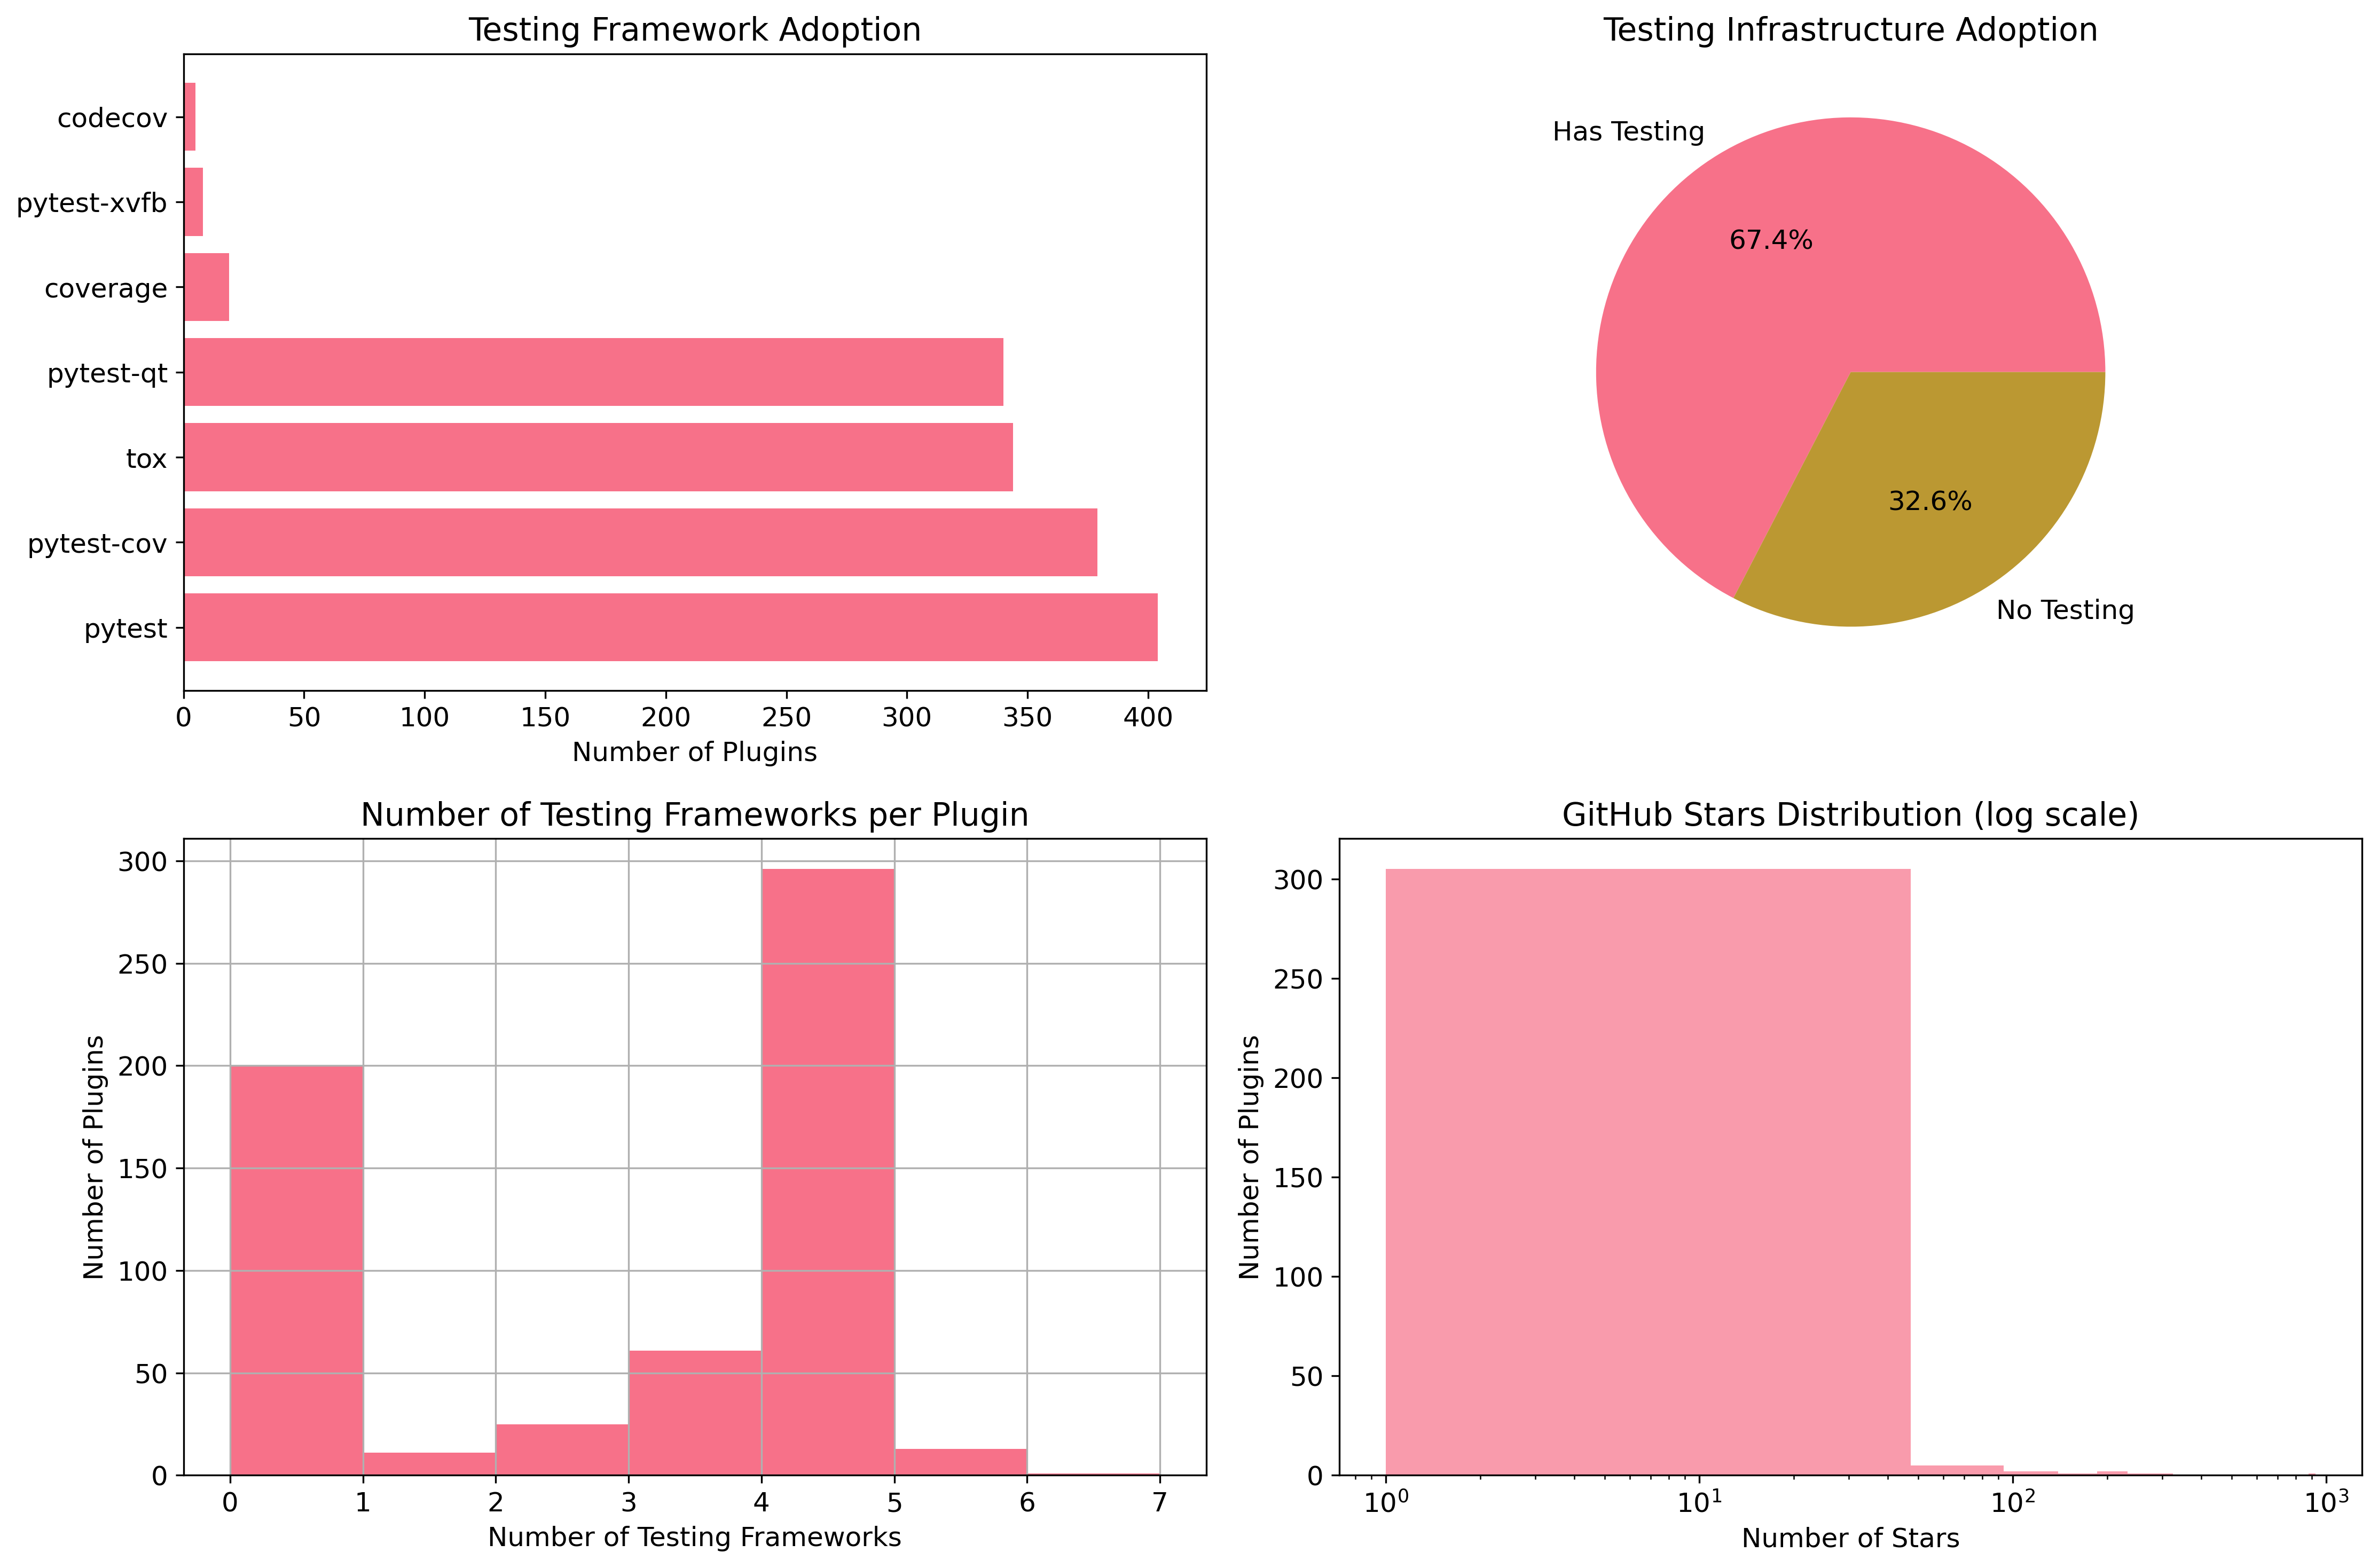 Testing Framework Adoption
codecov
pytest-xvfb
coverage
pytest-qt
tox
pytest-cov
pytest
0 50 100 150 200 250 300 350 400
Number of Plugins
Testing Infrastructure Adoption
Has Testing
67.4%
32.6%
No Testing
Number of Testing Frameworks per Plugin
Number of Plugins
300
250
200
150
100
50
0
0 1 2 3 4 5 6 7
Number of Testing Frameworks
GitHub Stars Distribution (log scale)
Number of Plugins
300
250
200
150
100
50
0
10⁰ 10¹ 10² 10³
Number of Stars